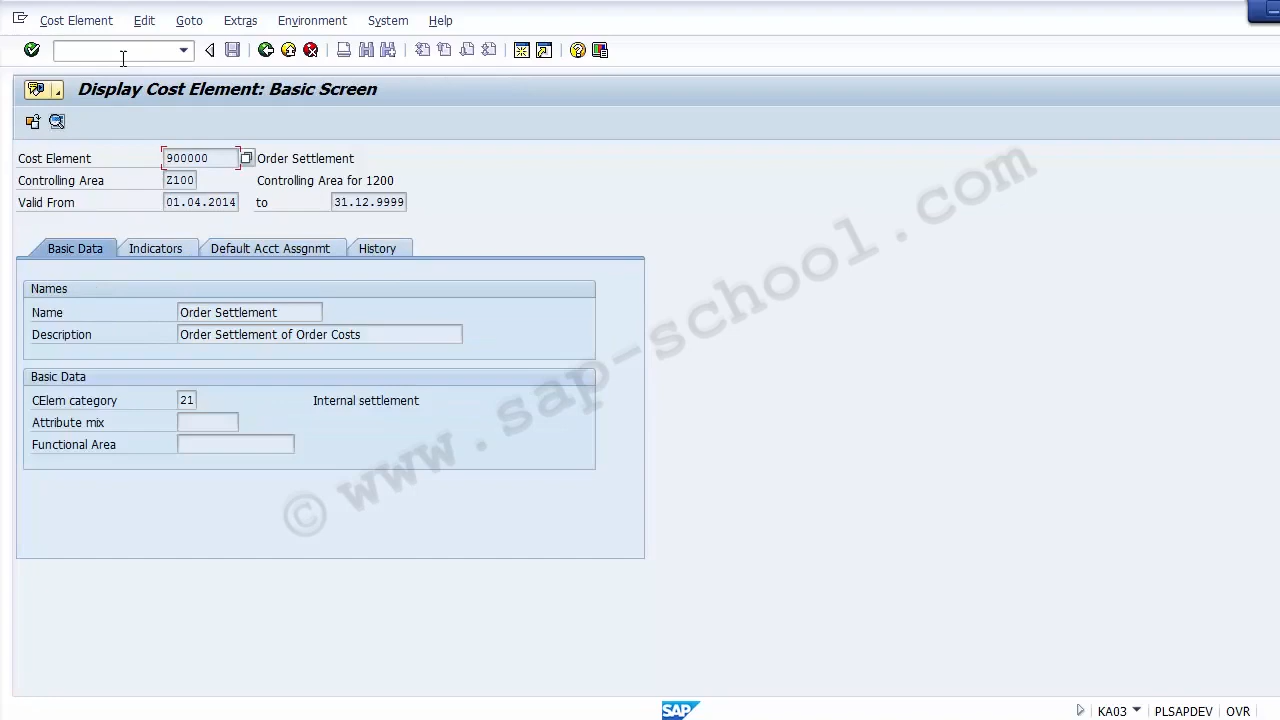 Cost Element Edit Goto Extras Environment System Help
Display Cost Element: Basic Screen
Cost Element 900000 Order Settlement
Controlling Area Z100 Controlling Area for 1200
Valid From 01.04.2014 to 31.12.9999
Basic Data Indicators Default Acct Assgnmt History
Names
Name Order Settlement
Description Order Settlement of Order Costs
Basic Data
CElem category 21 Internal settlement
Attribute mix
Functional Area
© www.sap-school.com
SAP KA03 PLSAPDEV OVR